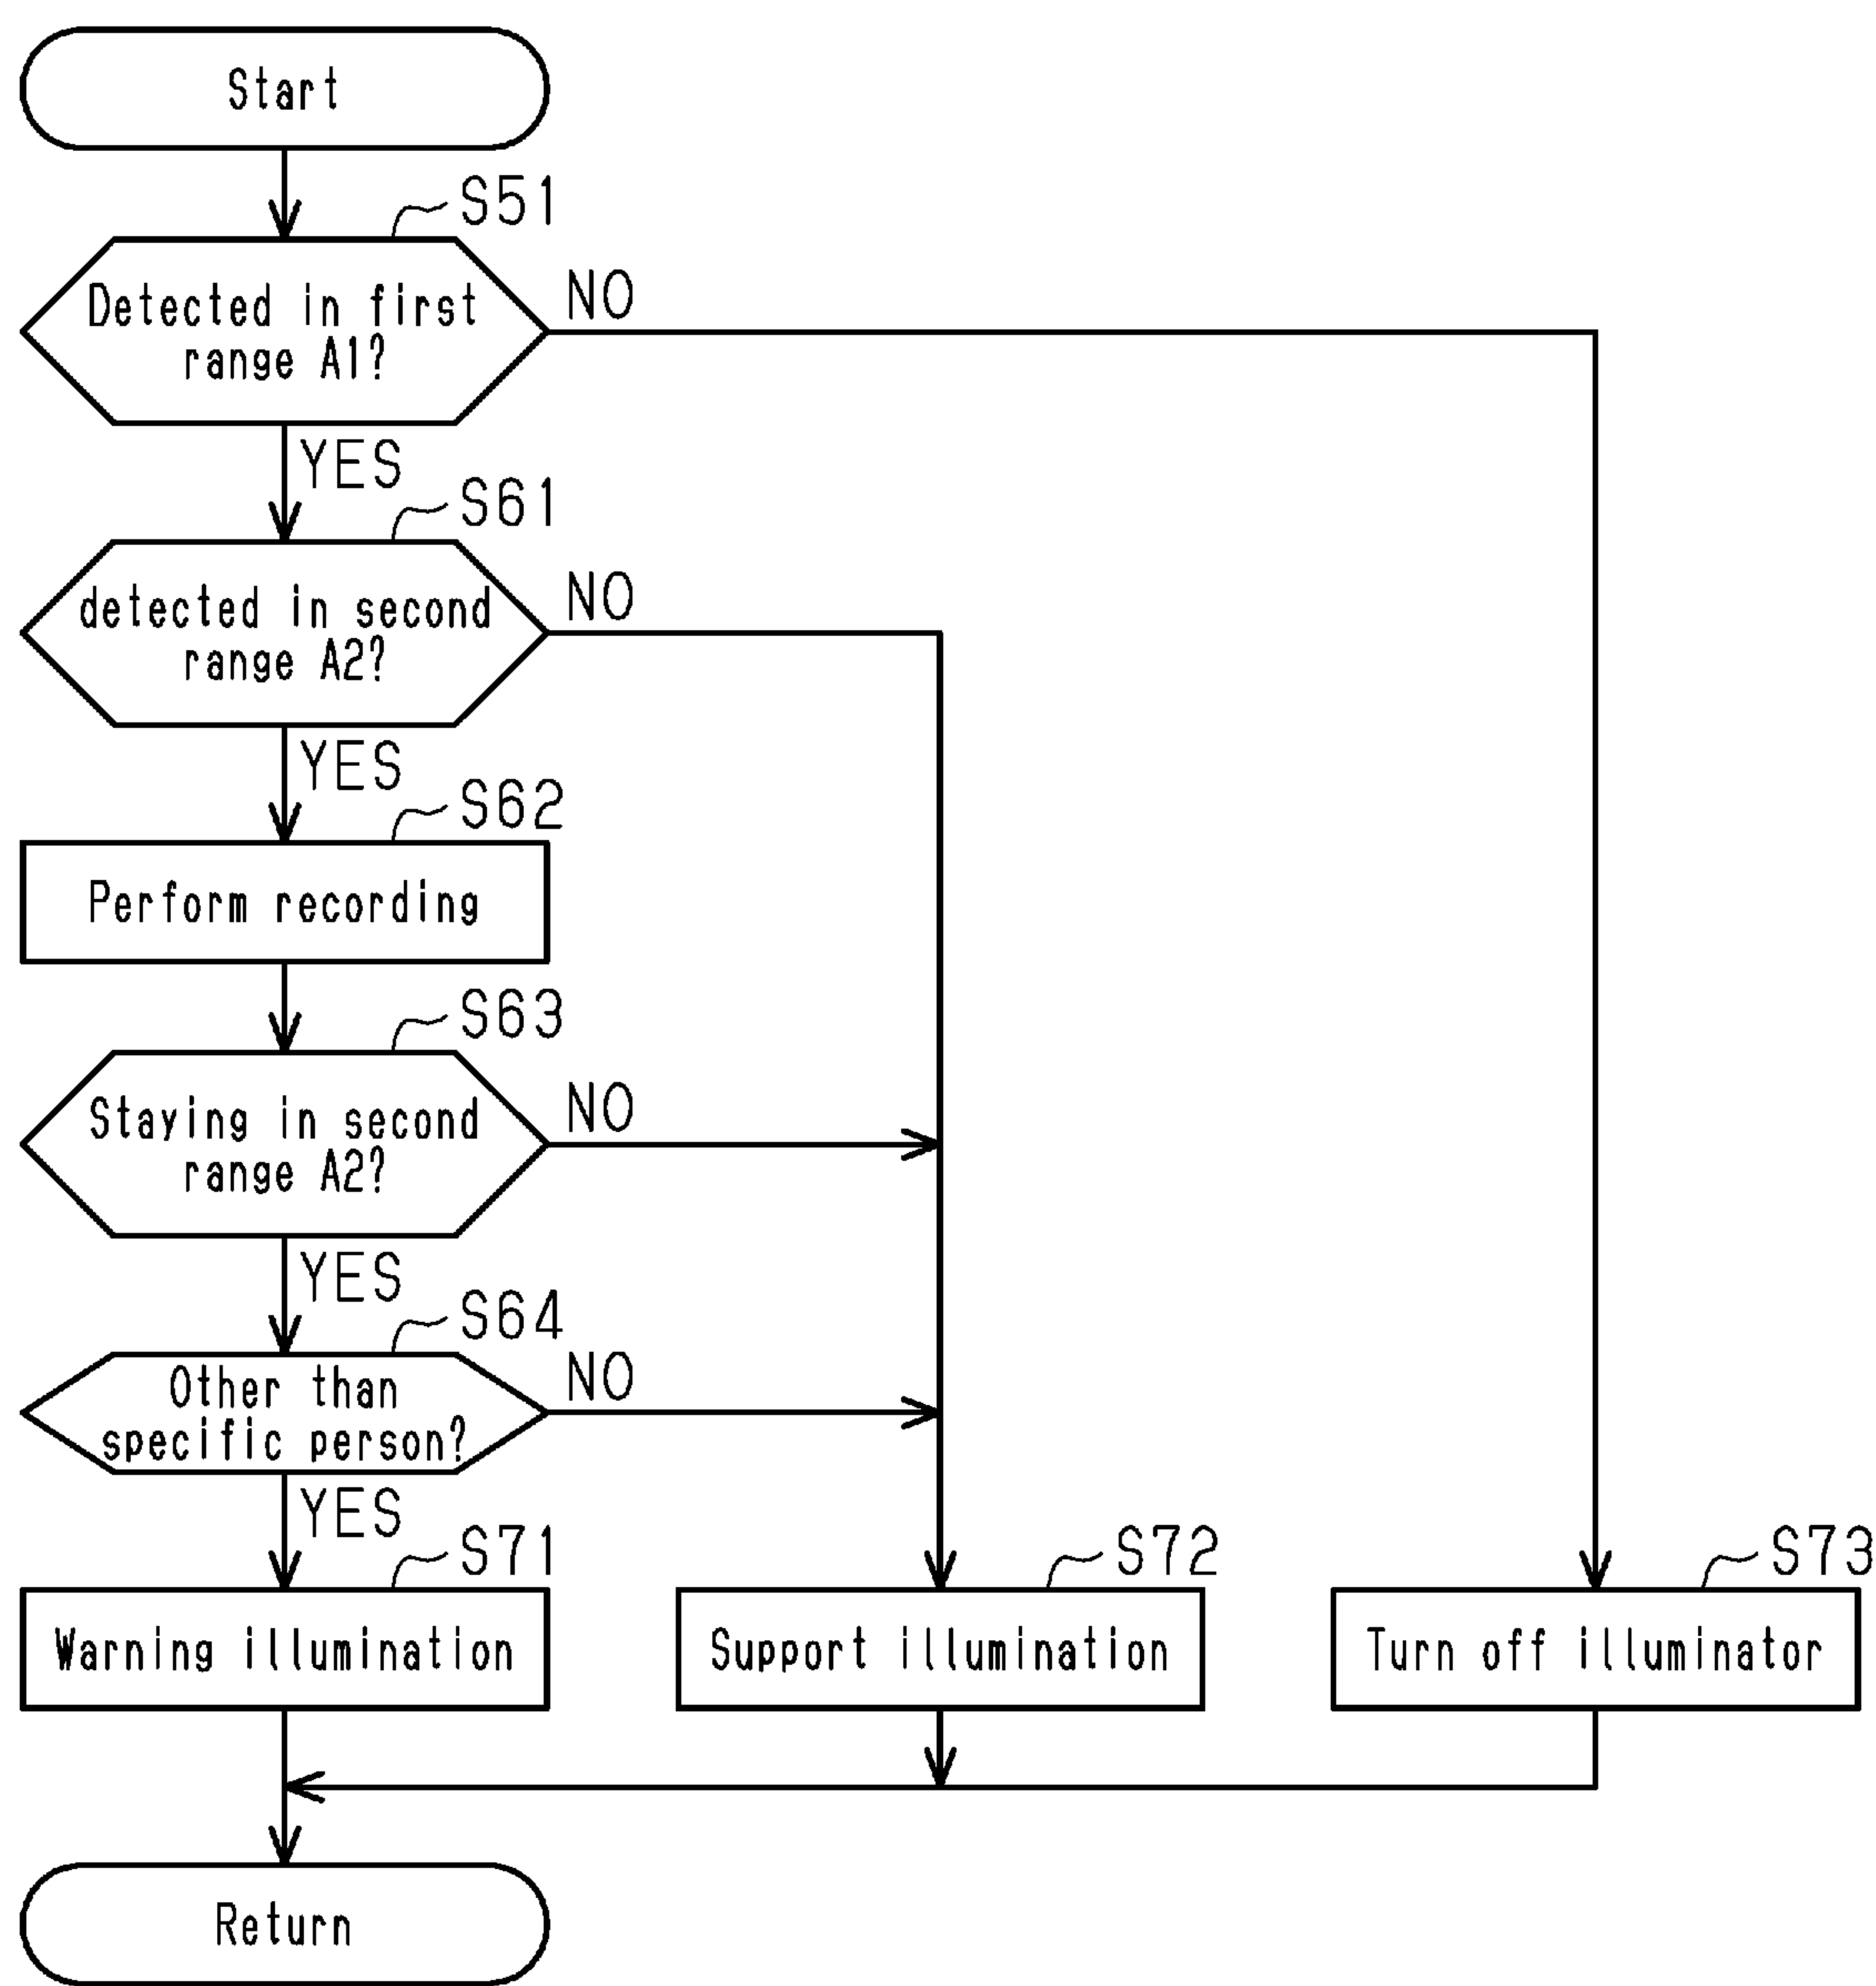 Start
S51
Detected in first
range A1?
NO
YES
S61
detected in second
range A2?
NO
YES
S62
Perform recording
S63
Staying in second
range A2?
NO
YES
S64
Other than
specific person?
NO
YES
S71
Warning illumination
S72
Support illumination
S73
Turn off illuminator
Return